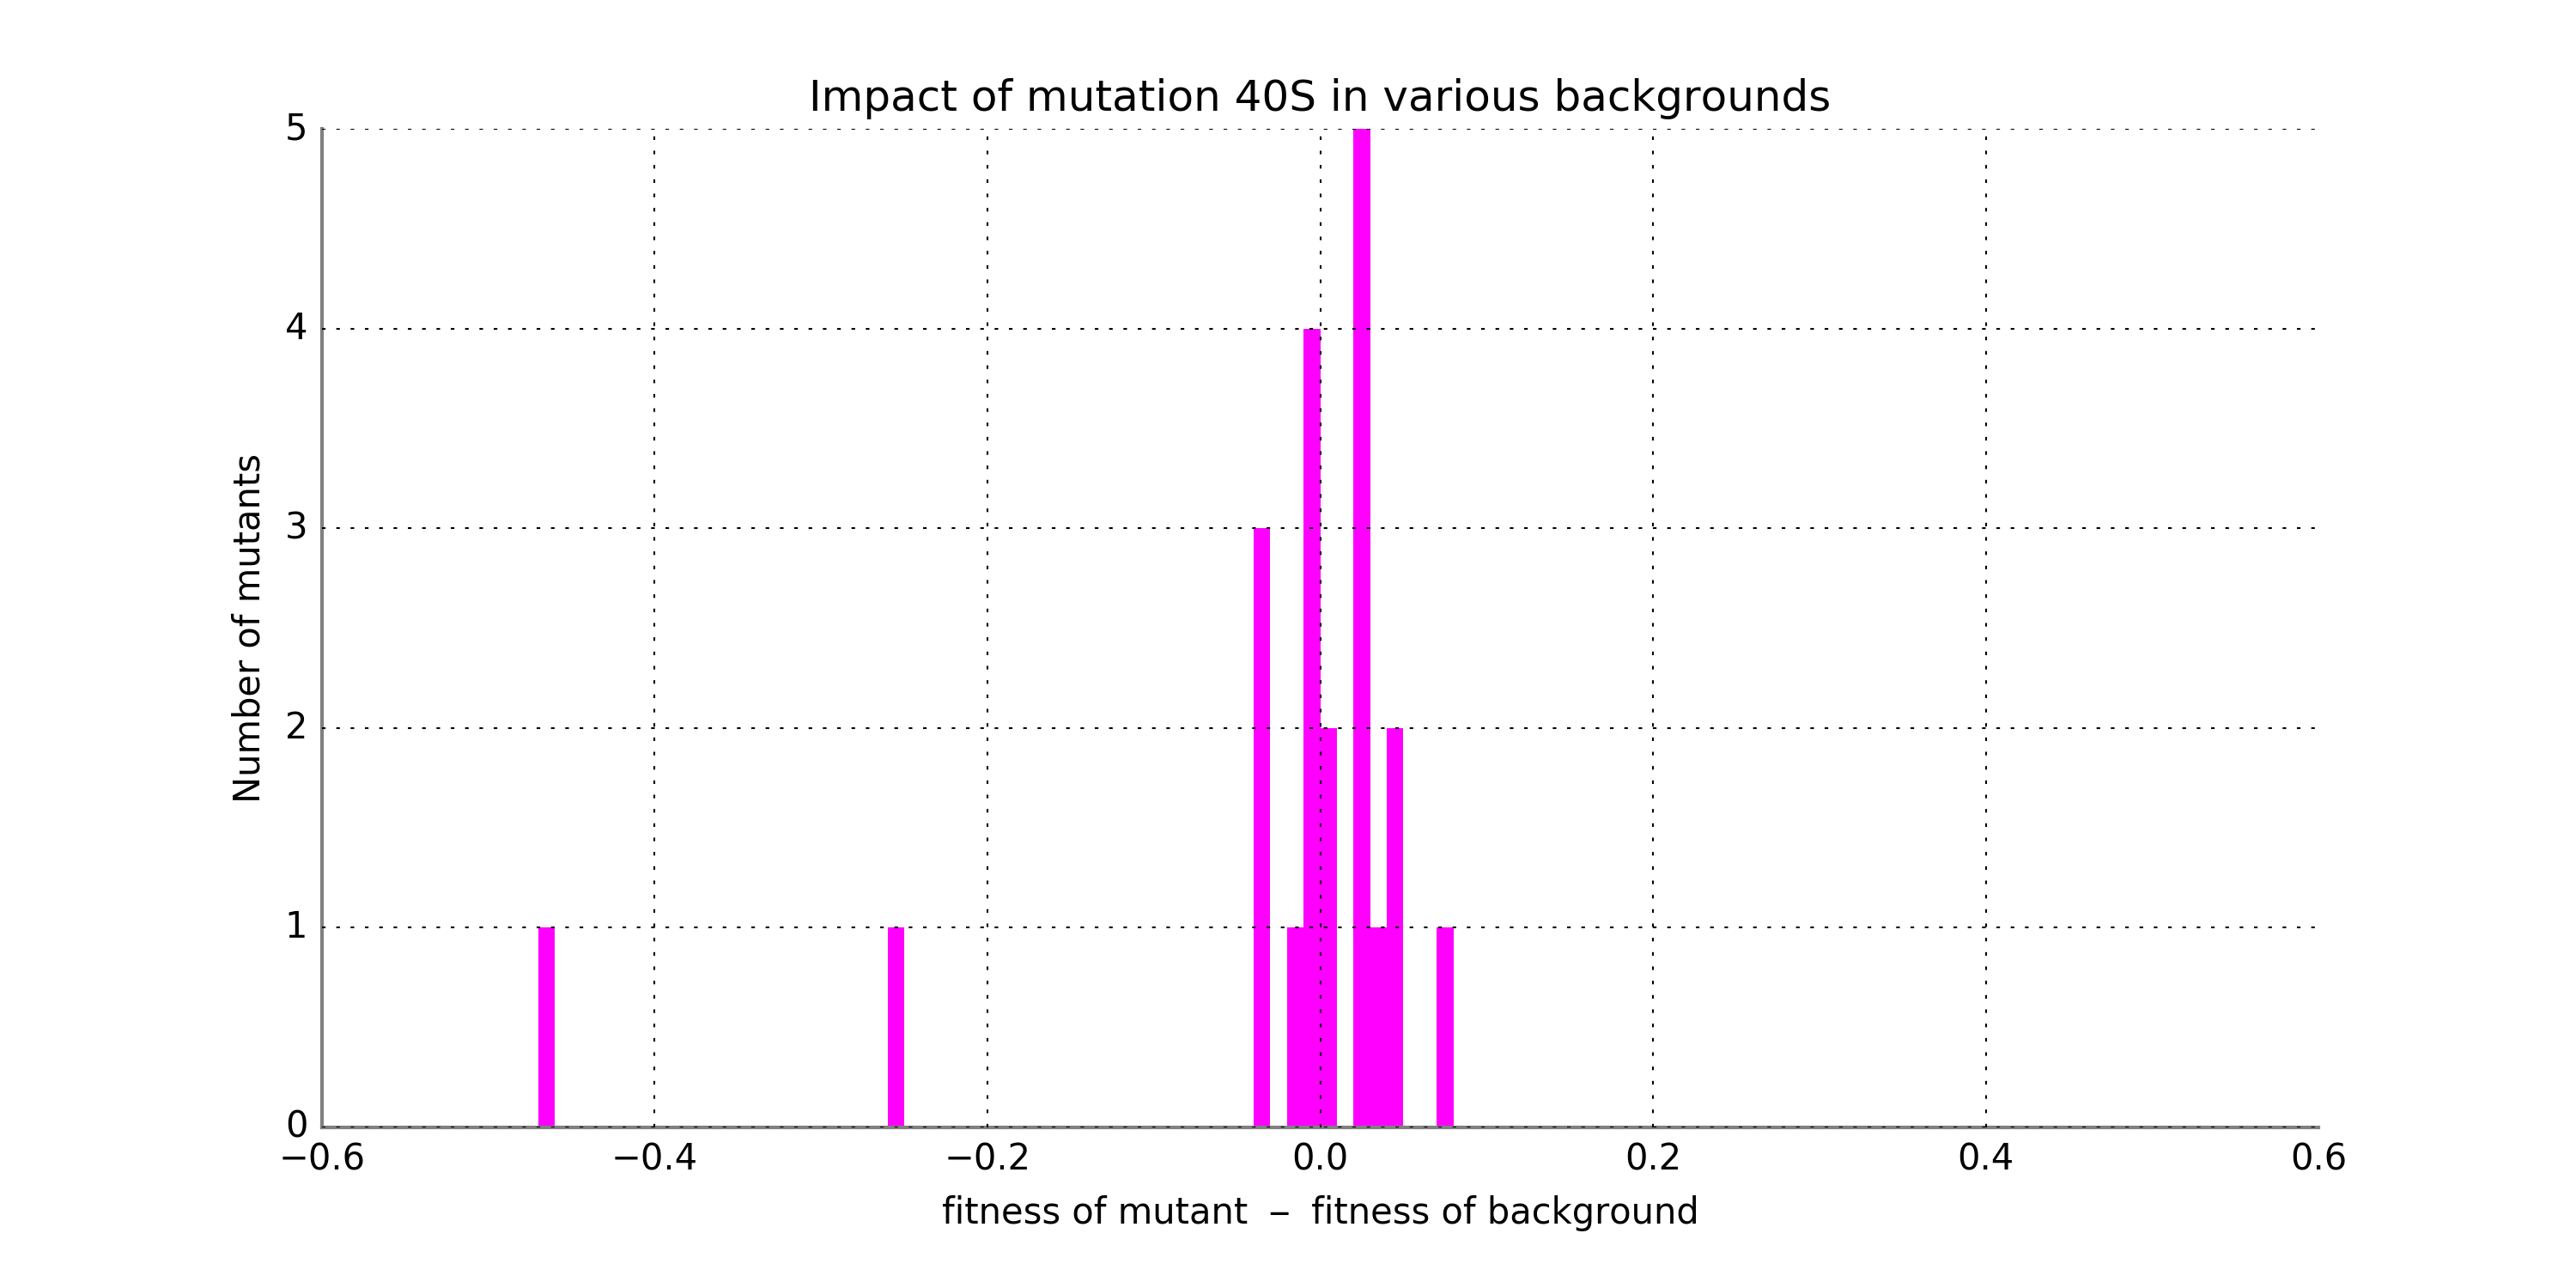 Impact of mutation 40S in various backgrounds
5
4
3
2
1
0
Number of mutants
−0.6 −0.4 −0.2 0.0 0.2 0.4 0.6
fitness of mutant − fitness of background